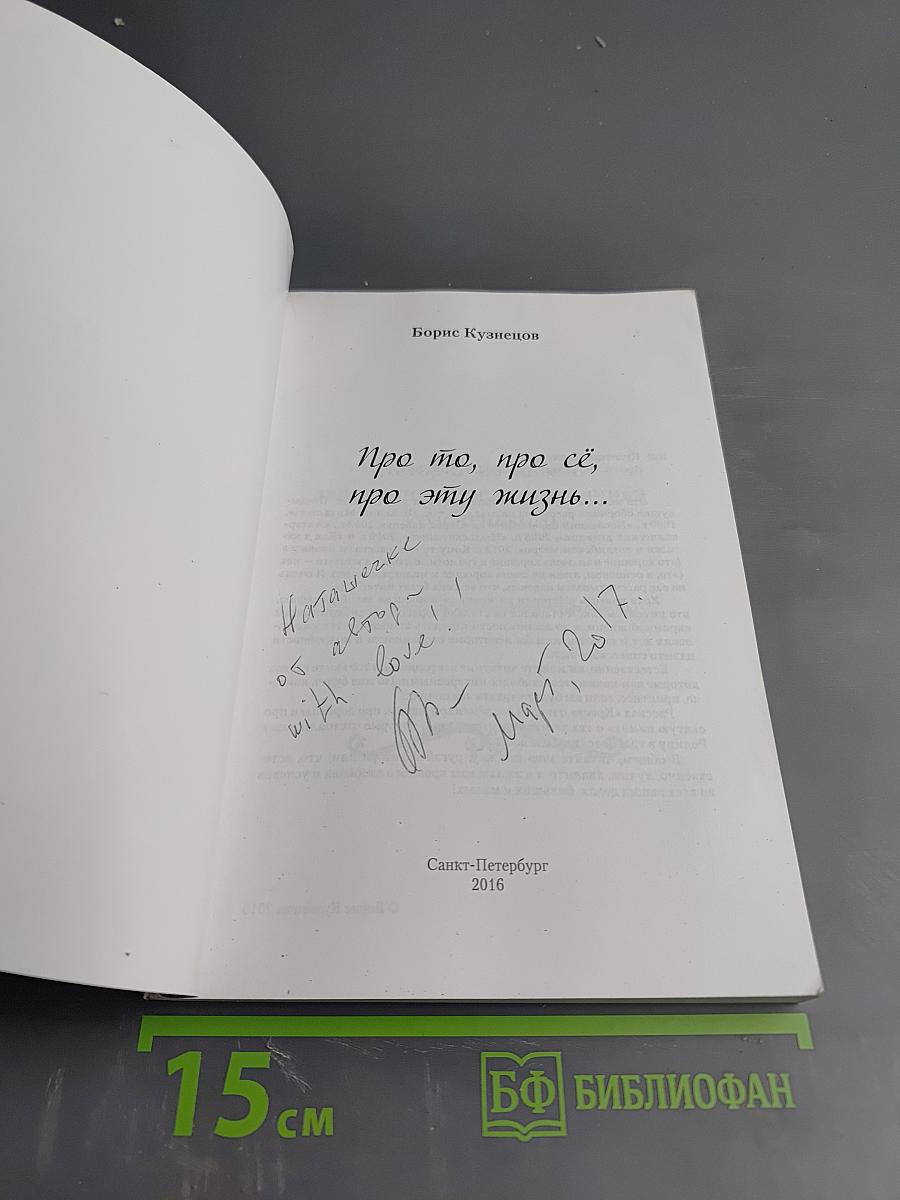 Борис Кузнецов
Про то, про сё,
про эту жизнь...
Наташечке
от автора
with love!!
Март, 2017.
Санкт-Петербург
2016
15 см
БФ БИБЛИОФАН